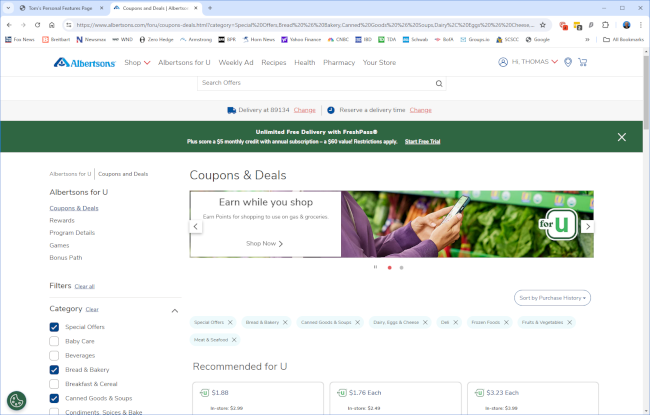 Tom's Personal Features Page
Coupons and Deals | Albertson
https://www.albertsons.com/foru/coupons-deals.html?category=Special%20Offers,Bread%20%26%20Bakery,Canned%20Goods%20%26%20Soups,Dairy%2C%20Eggs%20%26%20Cheese...
Fox News Breitbart Newsmax WND Zero Hedge Armstrong BPR Horn News Yahoo Finance CNBC IBD TDA Schwab BofA Groups.io SCSCC Google All Bookmarks
Albertsons Shop Albertsons for U Weekly Ad Recipes Health Pharmacy Your Store Hi, THOMAS
Search Offers
Delivery at 89134 Change Reserve a delivery time Change
Unlimited Free Delivery with FreshPass®
Plus score a $5 monthly credit with annual subscription – a $60 value! Restrictions apply. Start Free Trial
Albertsons for U Coupons and Deals
Coupons & Deals
Albertsons for U
Coupons & Deals
Rewards
Program Details
Games
Bonus Path
Earn while you shop
Earn Points for shopping to use on gas & groceries.
Shop Now
for U
Filters Clear all
Sort by Purchase History
Category Clear
Special Offers
Baby Care
Beverages
Bread & Bakery
Breakfast & Cereal
Canned Goods & Soups
Condiments, Spices & Bake
Special Offers Bread & Bakery Canned Goods & Soups Dairy, Eggs & Cheese Deli Frozen Foods Fruits & Vegetables
Meat & Seafood
Recommended for U
U $1.88
In-store: $2.99
U $1.76 Each
In-store: $2.49
U $3.23 Each